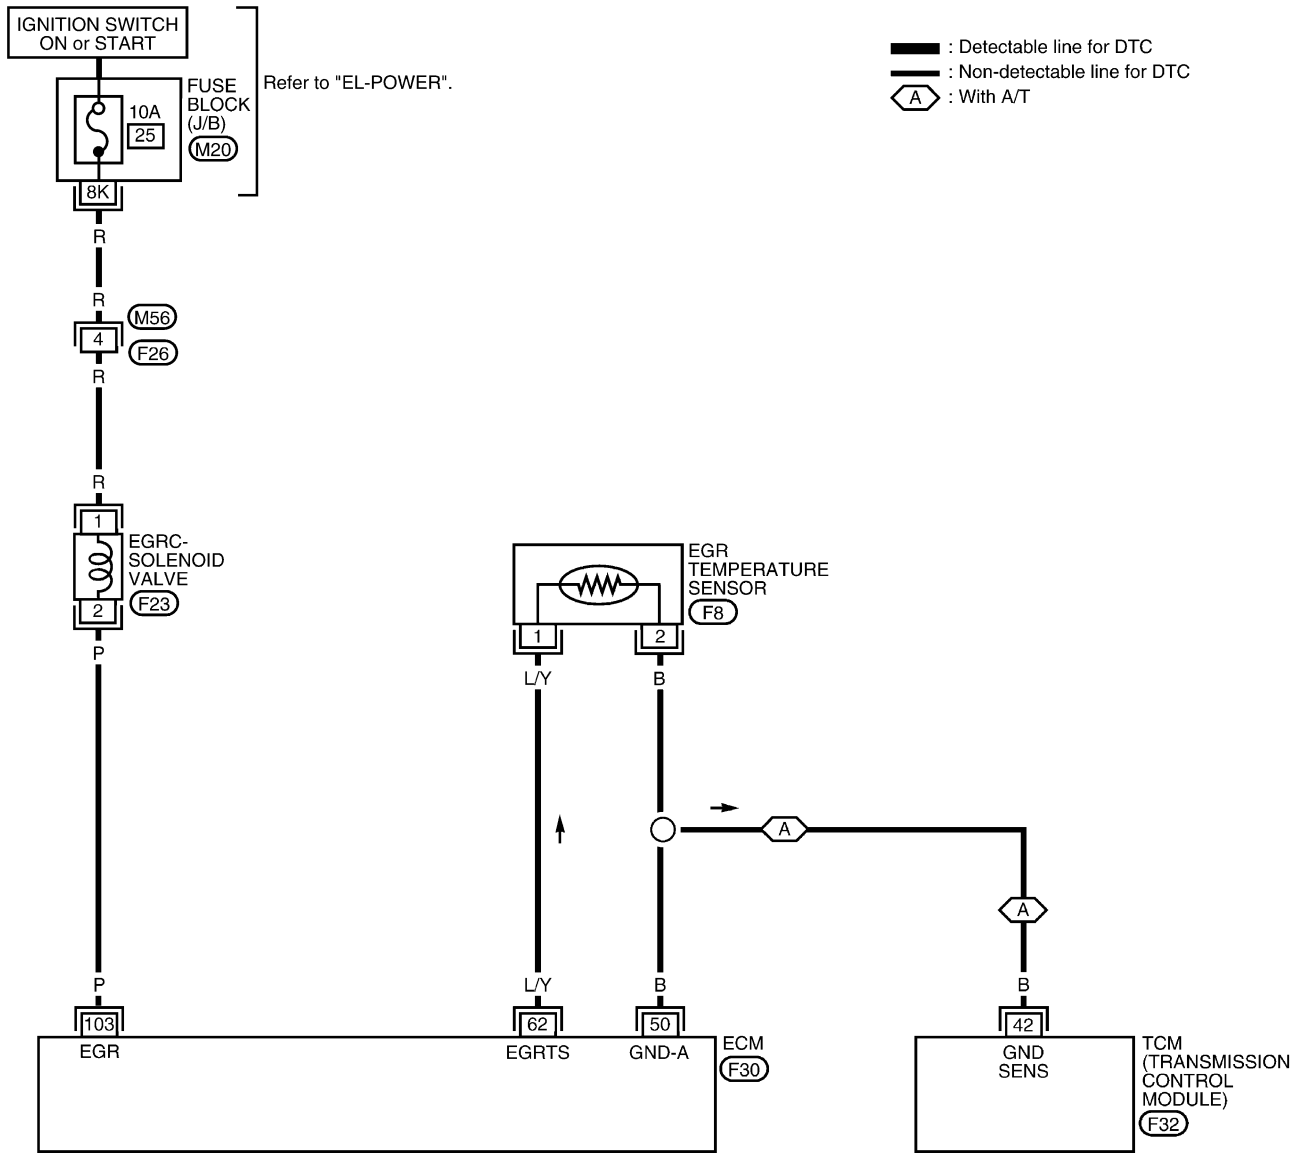 IGNITION SWITCH
ON or START
Refer to "EL-POWER".
FUSE
BLOCK
(J/B)
M20
10A
25
8K
: Detectable line for DTC
: Non-detectable line for DTC
A : With A/T
R
R
M56
4
F26
R
R
1
EGRC-
SOLENOID
VALVE
2
F23
P
EGR
TEMPERATURE
SENSOR
F8
1
2
L/Y
B
A
A
P
L/Y
B
B
103
62
50
42
EGR
EGRTS
GND-A
ECM
F30
GND
SENS
TCM
(TRANSMISSION
CONTROL
MODULE)
F32